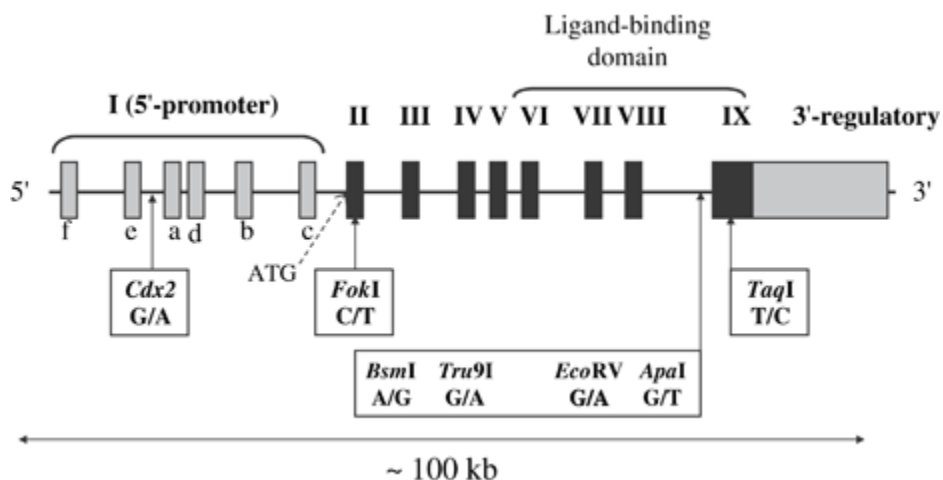 Ligand-binding
domain
I (5'-promoter)
II III IV V VI VII VIII IX 3'-regulatory
5' 3'
f e a d b c
ATG
Cdx2
G/A
FokI
C/T
TaqI
T/C
BsmI Tru9I EcoRV ApaI
A/G G/A G/A G/T
~ 100 kb